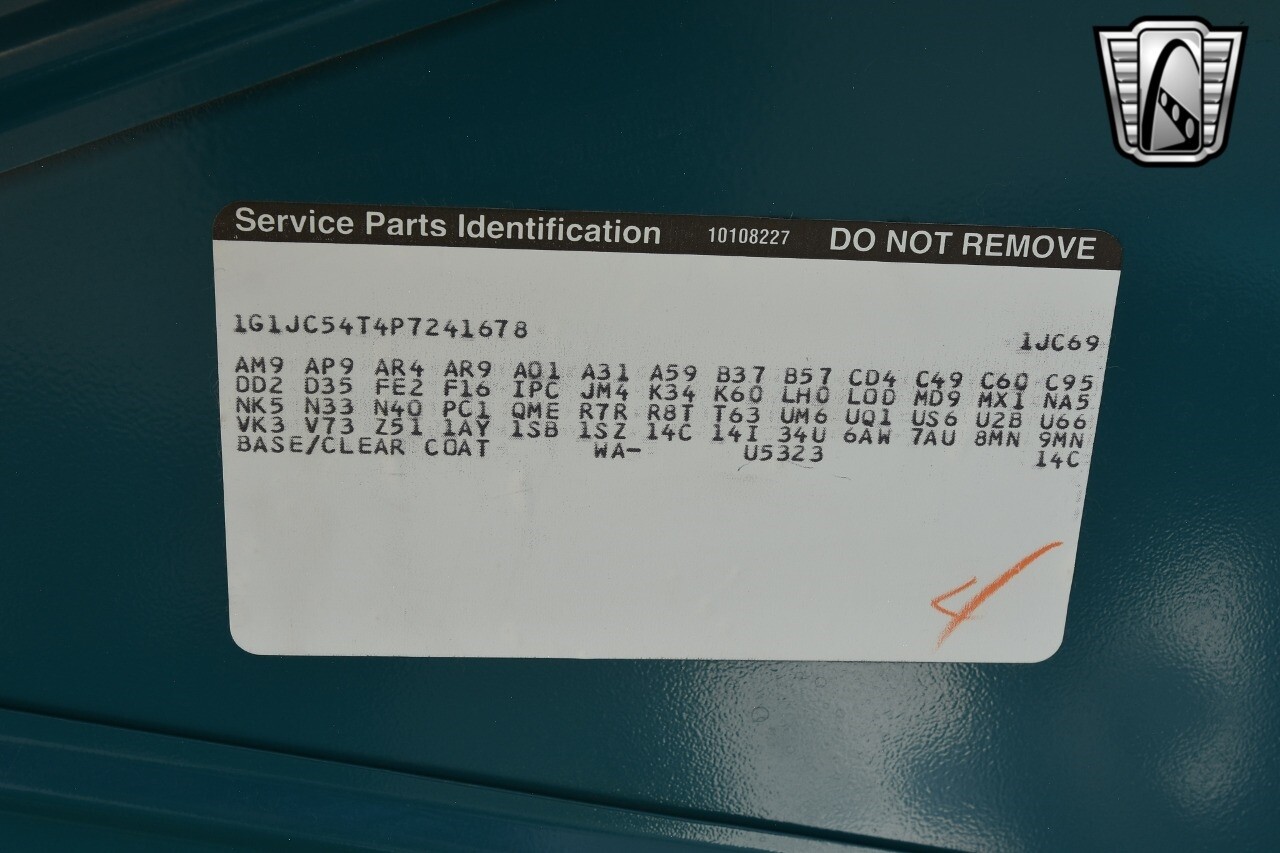 Service Parts Identification 10108227 DO NOT REMOVE
1G1JC54T4P7241678 1JC69
AM9 AP9 AR4 AR9 A01 A31 A59 B37 B57 CD4 C49 C60 C95
DD2 D35 FE2 F16 IPC JM4 K34 K60 LH0 LOD MD9 MX1 NA5
NK5 N33 N40 PC1 QME R7R R8T T63 UM6 UQ1 US6 U2B U66
VK3 V73 Z51 1AY 1SB 1SZ 14C 14I 34U 6AW 7AU 8MN 9MN
BASE/CLEAR COAT WA- U5323 14C
4